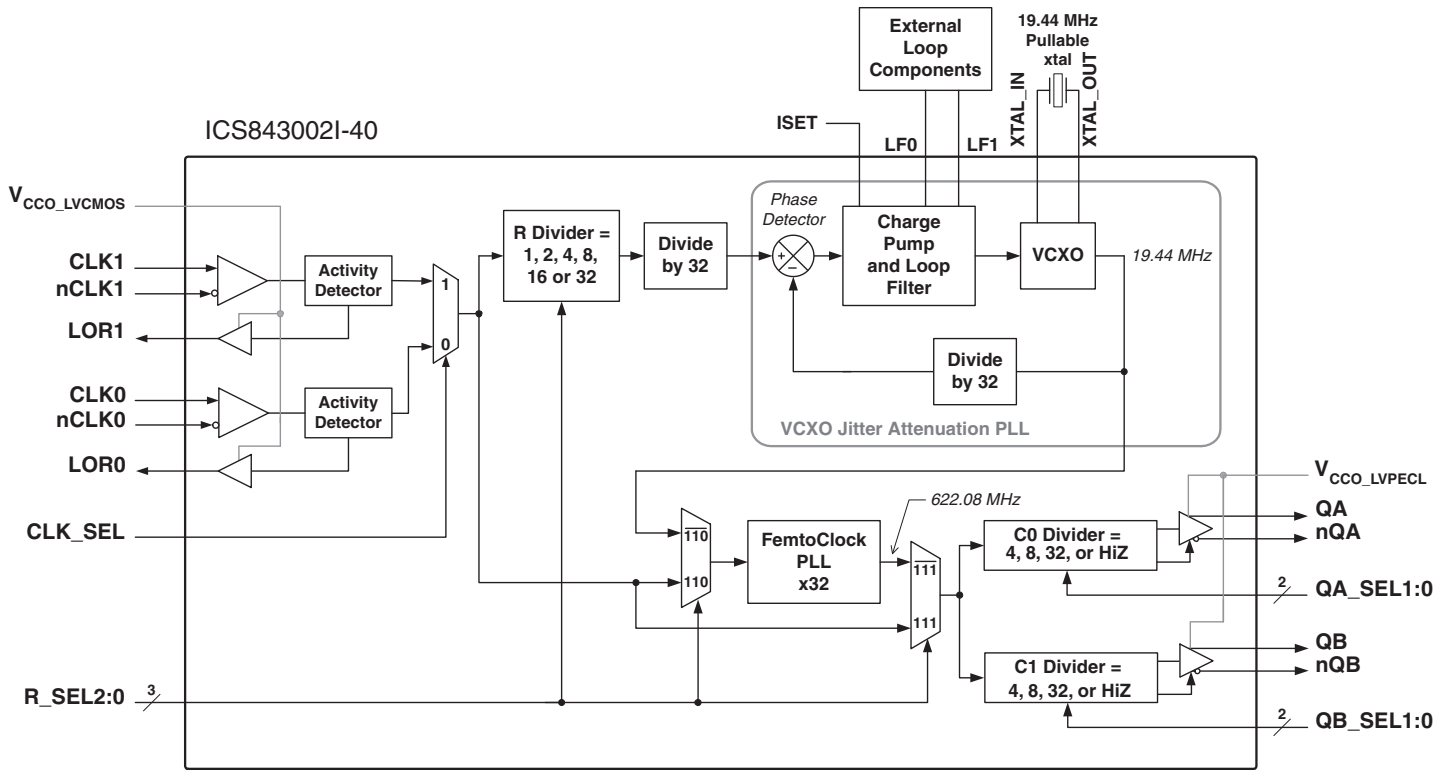 External
Loop
Components
19.44 MHz
Pullable
xtal
XTAL_IN
XTAL_OUT
ISET
LF0
LF1
ICS843002I-40
VCCO_LVCMOS
CLK1
nCLK1
LOR1
CLK0
nCLK0
LOR0
CLK_SEL
R_SEL2:0
3
Activity
Detector
Activity
Detector
1
0
R Divider =
1, 2, 4, 8,
16 or 32
Divide
by 32
Phase
Detector
+
−
Charge
Pump
and Loop
Filter
VCXO
19.44 MHz
Divide
by 32
VCXO Jitter Attenuation PLL
110
110
FemtoClock
PLL
x32
622.08 MHz
111
111
C0 Divider =
4, 8, 32, or HiZ
C1 Divider =
4, 8, 32, or HiZ
VCCO_LVPECL
QA
nQA
2
QA_SEL1:0
QB
nQB
2
QB_SEL1:0